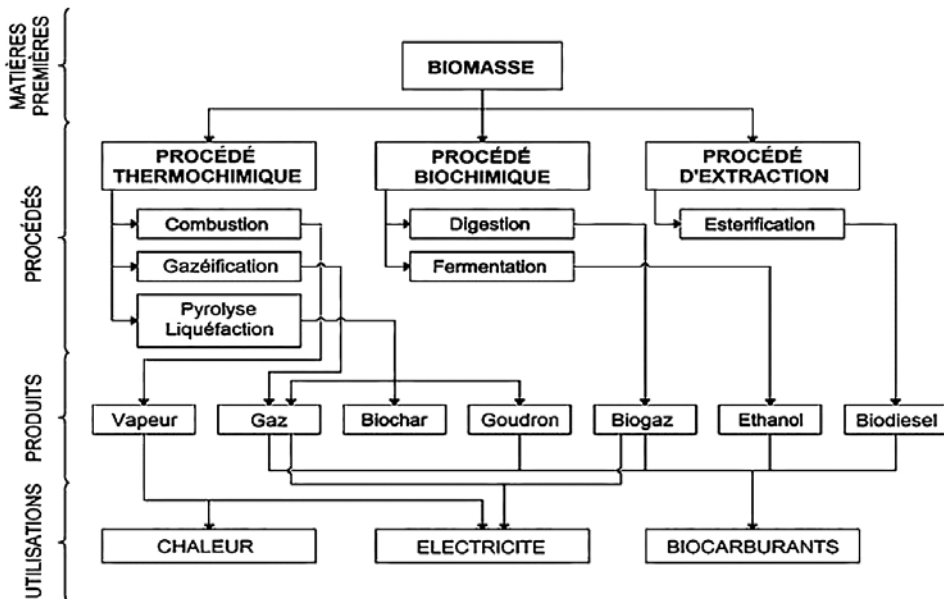 MATIÈRES
PREMIÈRES
BIOMASSE
PROCÉDÉS
PROCÉDÉ
THERMOCHIMIQUE
PROCÉDÉ
BIOCHIMIQUE
PROCÉDÉ
D'EXTRACTION
Combustion
Digestion
Esterification
Gazéification
Fermentation
Pyrolyse
Liquéfaction
PRODUITS
Vapeur
Gaz
Biochar
Goudron
Biogaz
Ethanol
Biodiesel
UTILISATIONS
CHALEUR
ELECTRICITE
BIOCARBURANTS